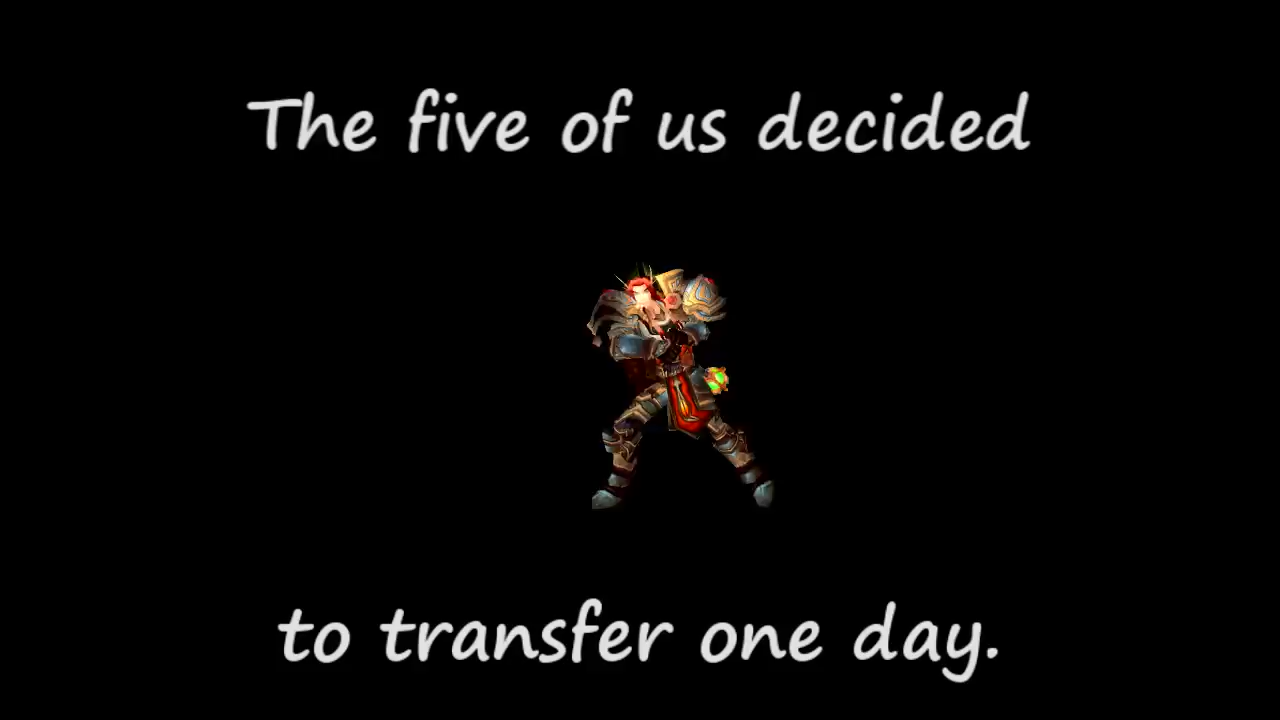 The five of us decided
to transfer one day.